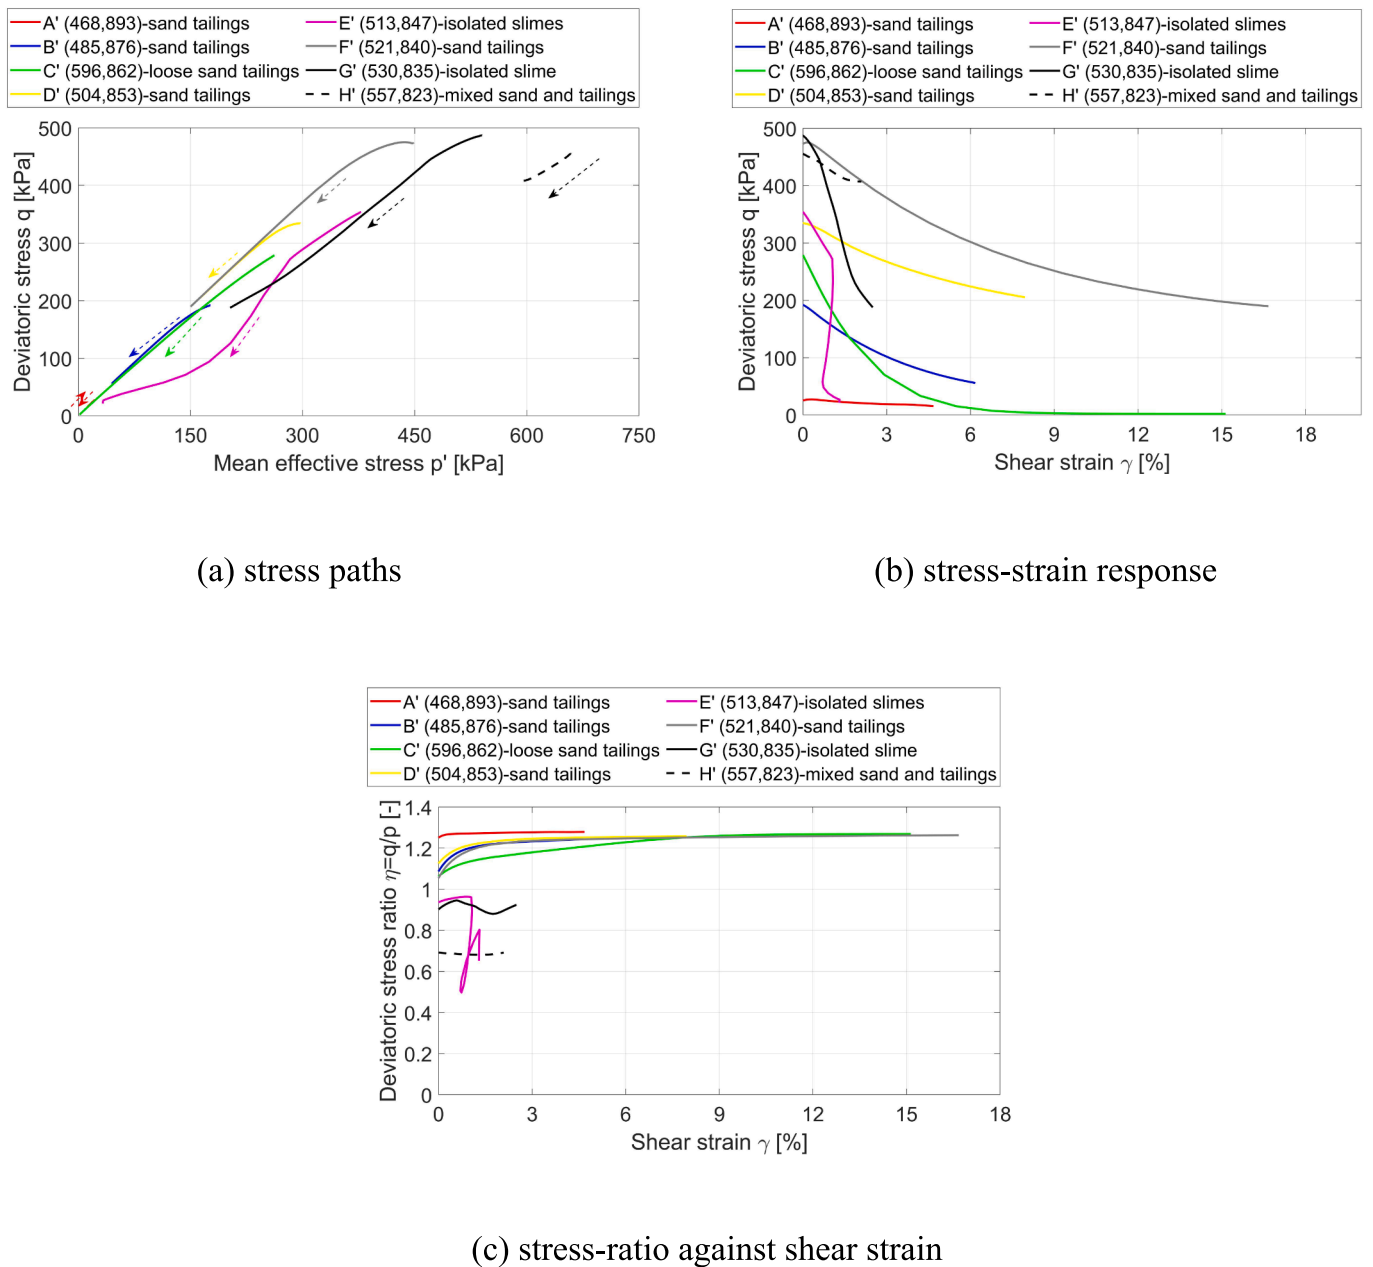 A' (468,893)-sand tailings
B' (485,876)-sand tailings
C' (596,862)-loose sand tailings
D' (504,853)-sand tailings
E' (513,847)-isolated slimes
F' (521,840)-sand tailings
G' (530,835)-isolated slime
H' (557,823)-mixed sand and tailings
500
400
300
200
100
0
Deviatoric stress q [kPa]
0 150 300 450 600 750
Mean effective stress p' [kPa]
(a) stress paths
A' (468,893)-sand tailings
B' (485,876)-sand tailings
C' (596,862)-loose sand tailings
D' (504,853)-sand tailings
E' (513,847)-isolated slimes
F' (521,840)-sand tailings
G' (530,835)-isolated slime
H' (557,823)-mixed sand and tailings
500
400
300
200
100
0
Deviatoric stress q [kPa]
0 3 6 9 12 15 18
Shear strain γ [%]
(b) stress-strain response
A' (468,893)-sand tailings
B' (485,876)-sand tailings
C' (596,862)-loose sand tailings
D' (504,853)-sand tailings
E' (513,847)-isolated slimes
F' (521,840)-sand tailings
G' (530,835)-isolated slime
H' (557,823)-mixed sand and tailings
1.4
1.2
1
0.8
0.6
0.4
0.2
0
Deviatoric stress ratio η=q/p [-]
0 3 6 9 12 15 18
Shear strain γ [%]
(c) stress-ratio against shear strain